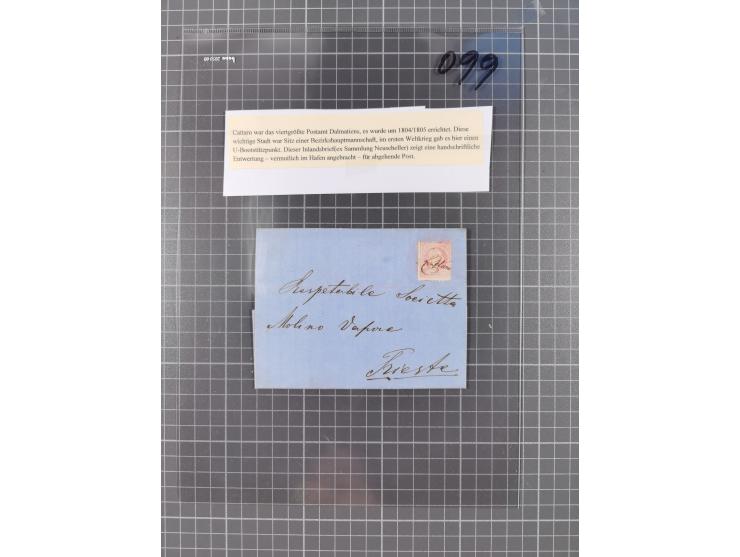 099
Cattaro war das viertgrößte Postamt Dalmatiens, es wurde um 1804/1805 errichtet. Diese
wichtige Stadt war Sitz einer Bezirkshauptmannschaft, im ersten Weltkrieg gab es hier einen
U-Bootstützpunkt. Dieser Inlandsbrief(ex Sammlung Neuscheller) zeigt eine handschriftliche
Entwertung – vermutlich im Hafen angebracht – für abgehende Post.
Rispetabile Societta
Molino Vapore
Trieste